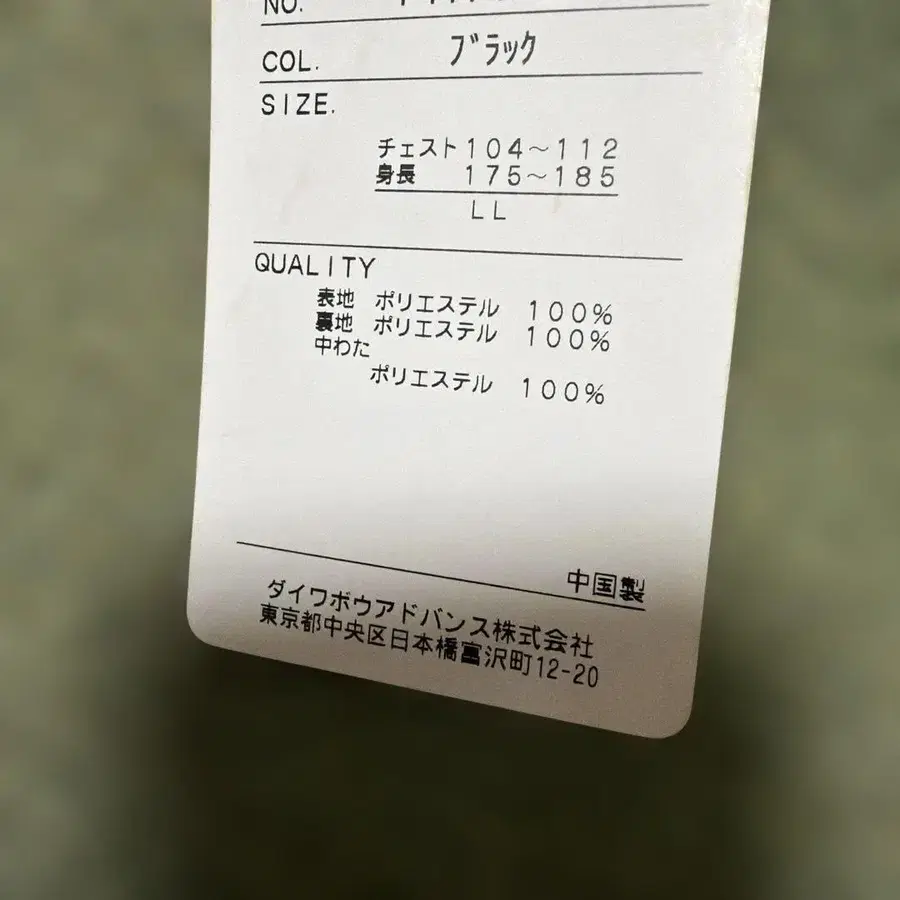 NO.
COL. ブラック
SIZE.
チェスト 104～112
身長 175～185
LL
QUALITY
表地 ポリエステル 100%
裏地 ポリエステル 100%
中わた
ポリエステル 100%
中国製
ダイワボウアドバンス株式会社
東京都中央区日本橋富沢町12-20